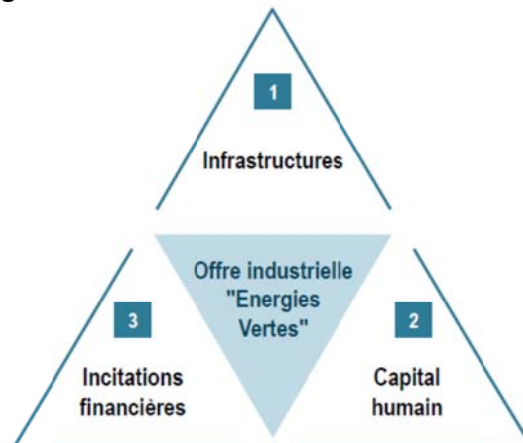 1
Infrastructures
Offre industrielle
"Energies
Vertes"
3
Incitations
financières
2
Capital
humain